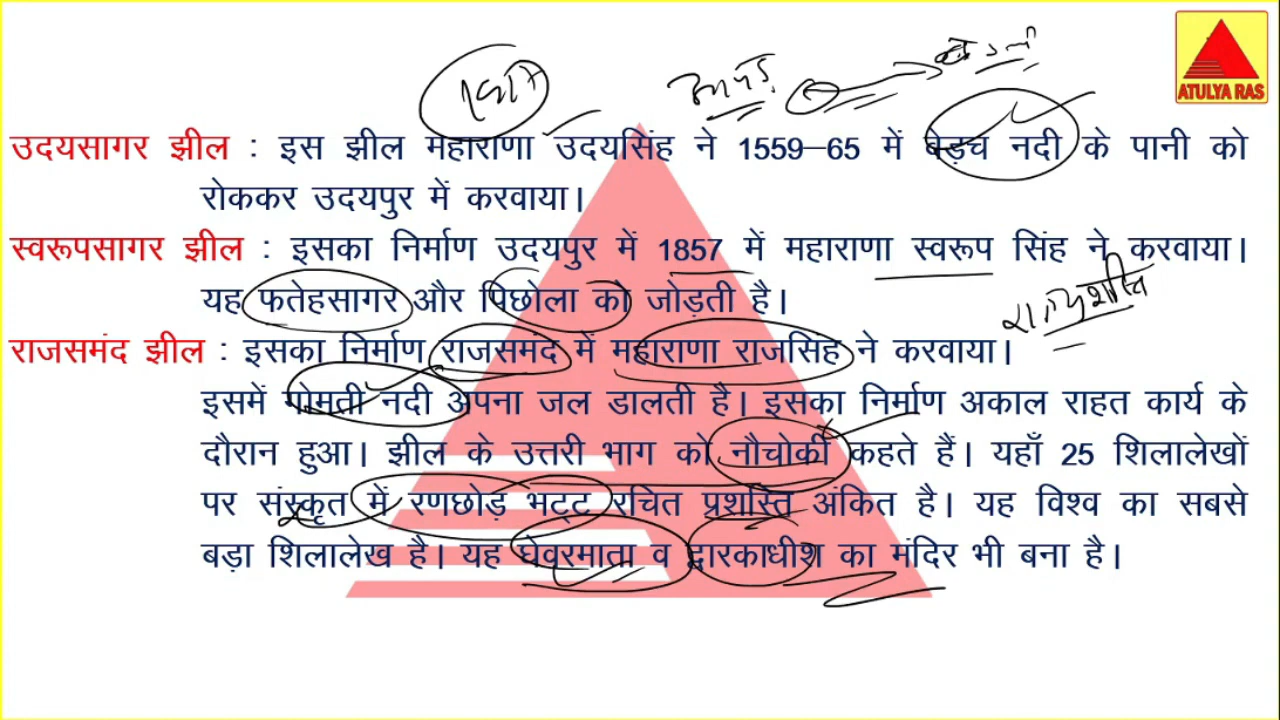 ATULYA RAS
उदयसागर झील : इस झील महाराणा उदयसिंह ने 1559–65 में बेड़च नदी के पानी को
रोककर उदयपुर में करवाया।
स्वरूपसागर झील : इसका निर्माण उदयपुर में 1857 में महाराणा स्वरूप सिंह ने करवाया।
यह फतेहसागर और पिछोला को जोड़ती है।
राजप्रशस्ति
राजसमंद झील : इसका निर्माण राजसमंद में महाराणा राजसिंह ने करवाया।
इसमें गोमती नदी अपना जल डालती है। इसका निर्माण अकाल राहत कार्य के
दौरान हुआ। झील के उत्तरी भाग को नौचोकी कहते हैं। यहाँ 25 शिलालेखों
पर संस्कृत में रणछोड़ भट्ट रचित प्रशस्ति अंकित है। यह विश्व का सबसे
बड़ा शिलालेख है। यह घेवरमाता व द्वारकाधीश का मंदिर भी बना है।